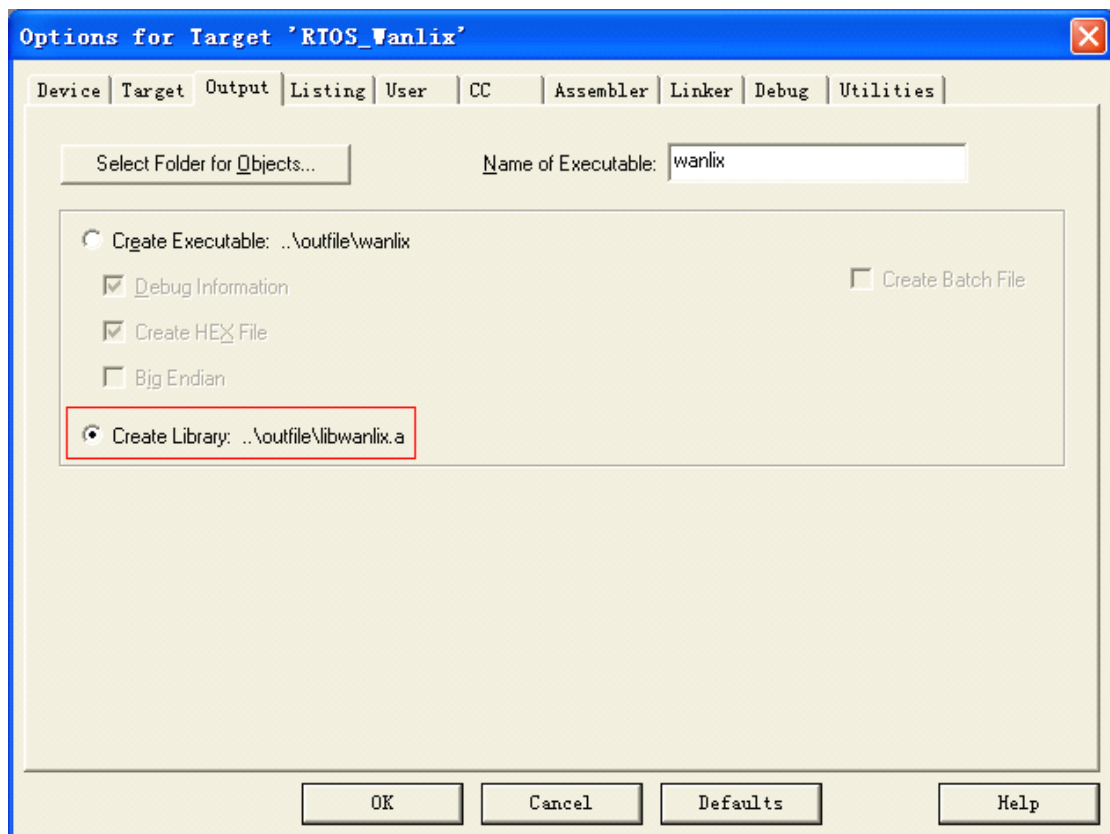 Options for Target 'RTOS_Wanlix'
Device Target Output Listing User CC Assembler Linker Debug Utilities
Select Folder for Objects... Name of Executable: wanlix
Create Executable: ..\outfile\wanlix
Debug Information Create Batch File
Create HEX File
Big Endian
Create Library: ..\outfile\libwanlix.a
OK Cancel Defaults Help